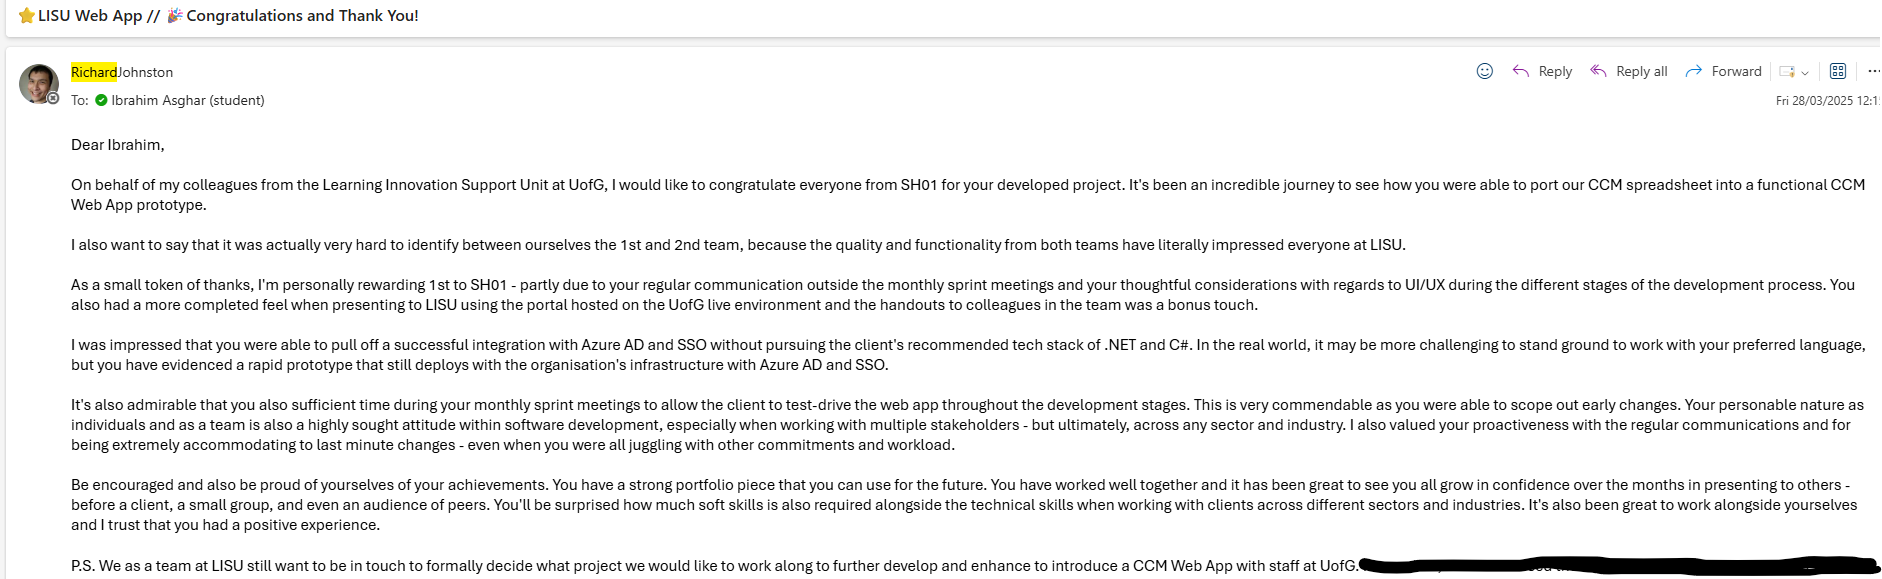 ⭐LISU Web App // 🎉Congratulations and Thank You!
RichardJohnston
Reply
Reply all
Forward
To: Ibrahim Asghar (student)
Fri 28/03/2025
Dear Ibrahim,
On behalf of my colleagues from the Learning Innovation Support Unit at UofG, I would like to congratulate everyone from SH01 for your developed project. It's been an incredible journey to see how you were able to port our CCM spreadsheet into a functional CCM
Web App prototype.
I also want to say that it was actually very hard to identify between ourselves the 1st and 2nd team, because the quality and functionality from both teams have literally impressed everyone at LISU.
As a small token of thanks, I'm personally rewarding 1st to SH01 - partly due to your regular communication outside the monthly sprint meetings and your thoughtful considerations with regards to UI/UX during the different stages of the development process. You
also had a more completed feel when presenting to LISU using the portal hosted on the UofG live environment and the handouts to colleagues in the team was a bonus touch.
I was impressed that you were able to pull off a successful integration with Azure AD and SSO without pursuing the client's recommended tech stack of .NET and C#. In the real world, it may be more challenging to stand ground to work with your preferred language,
but you have evidenced a rapid prototype that still deploys with the organisation's infrastructure with Azure AD and SSO.
It's also admirable that you also sufficient time during your monthly sprint meetings to allow the client to test-drive the web app throughout the development stages. This is very commendable as you were able to scope out early changes. Your personable nature as
individuals and as a team is also a highly sought attitude within software development, especially when working with multiple stakeholders - but ultimately, across any sector and industry. I also valued your proactiveness with the regular communications and for
being extremely accommodating to last minute changes - even when you were all juggling with other commitments and workload.
Be encouraged and also be proud of yourselves of your achievements. You have a strong portfolio piece that you can use for the future. You have worked well together and it has been great to see you all grow in confidence over the months in presenting to others -
before a client, a small group, and even an audience of peers. You'll be surprised how much soft skills is also required alongside the technical skills when working with clients across different sectors and industries. It's also been great to work alongside yourselves
and I trust that you had a positive experience.
P.S. We as a team at LISU still want to be in touch to formally decide what project we would like to work along to further develop and enhance to introduce a CCM Web App with staff at UofG.